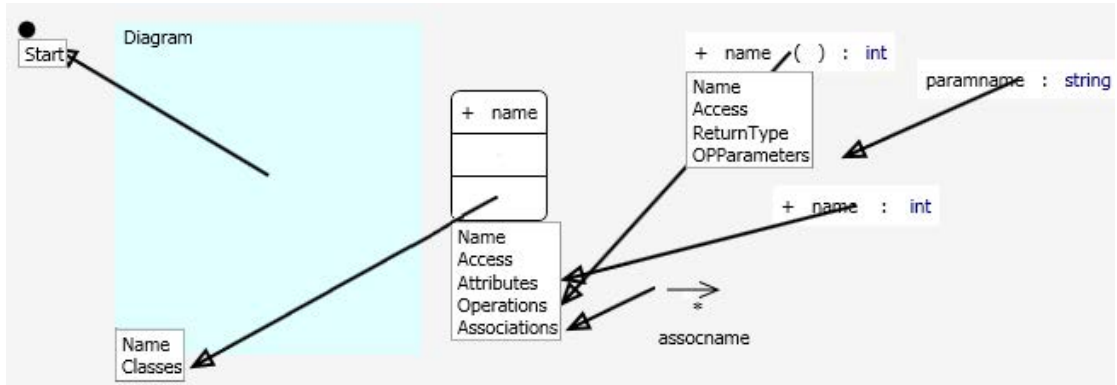 Start
Diagram
Name
Classes
+ name
Name
Access
Attributes
Operations
Associations
+ name ( ) : int
Name
Access
ReturnType
OPParameters
paramname : string
+ name : int
*
assocname